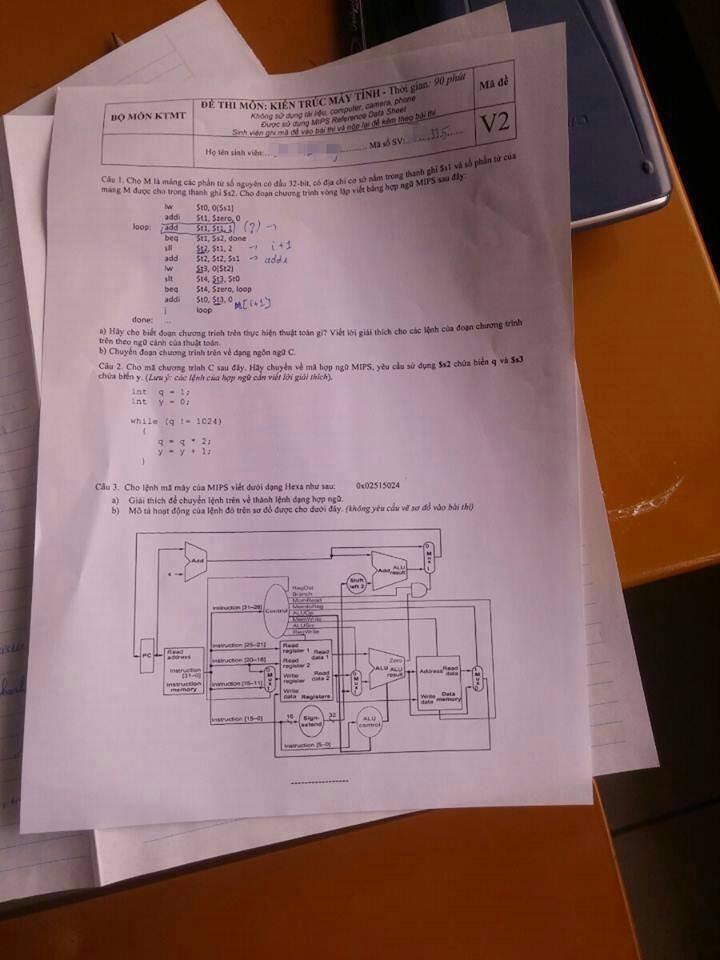 BỘ MÔN KTMT
ĐỀ THI MÔN: KIẾN TRÚC MÁY TÍNH - Thời gian: 90 phút
Không sử dụng tài liệu, computer, camera, phone
Được sử dụng MIPS Reference Data Sheet
Sinh viên ghi mã đề vào bài thi và nộp lại đề kèm theo bài thi
Mã đề
V2
Họ tên sinh viên: Mã số SV:
Câu 1. Cho M là mảng các phần tử số nguyên có dấu 32-bit, có địa chỉ cơ sở nằm trong thanh ghi $s1 và số phần tử của
mảng M được cho trong thanh ghi $s2. Cho đoạn chương trình vòng lặp viết bằng hợp ngữ MIPS sau đây:
lw $t0, 0($s1)
addi $t1, $zero, 0
loop: add $t1, $t1, 1 (?) →
beq $t1, $s2, done
sll $t2, $t1, 2 → i+1
add $t2, $t2, $s1 → addi
lw $t3, 0($t2)
slt $t4, $t3, $t0
beq $t4, $zero, loop
addi $t0, $t3, 0 M[i+1]
j loop
done: ...
a) Hãy cho biết đoạn chương trình trên thực hiện thuật toán gì? Viết lời giải thích cho các lệnh của đoạn chương trình
trên theo ngữ cảnh của thuật toán.
b) Chuyển đoạn chương trình trên về dạng ngôn ngữ C.
Câu 2. Cho mã chương trình C sau đây. Hãy chuyển về mã hợp ngữ MIPS, yêu cầu sử dụng $s2 chứa biến q và $s3
chứa biến y. (Lưu ý: các lệnh của hợp ngữ cần viết lời giải thích).
int q = 1;
int y = 0;
while (q != 1024)
{
q = q * 2;
y = y + 1;
}
Câu 3. Cho lệnh mã máy của MIPS viết dưới dạng Hexa như sau: 0x02515024
a) Giải thích để chuyển lệnh trên về thành lệnh dạng hợp ngữ.
b) Mô tả hoạt động của lệnh đó trên sơ đồ được cho dưới đây. (không yêu cầu vẽ sơ đồ vào bài thi)
Add
4
Add ALU result
Shift left 2
0 Mux 1
RegDst
Branch
MemRead
MemtoReg
ALUOp
MemWrite
ALUSrc
RegWrite
Instruction [31–26]
Control
PC
Read address
Instruction [31–0]
Instruction memory
Instruction [25–21]
Instruction [20–16]
Instruction [15–11]
Read register 1
Read data 1
Read register 2
Write register
Read data 2
Write data
Registers
Zero
ALU ALU result
Address
Read data
Write data
Data memory
Instruction [15–0]
16
Sign-extend
32
ALU control
Instruction [5–0]